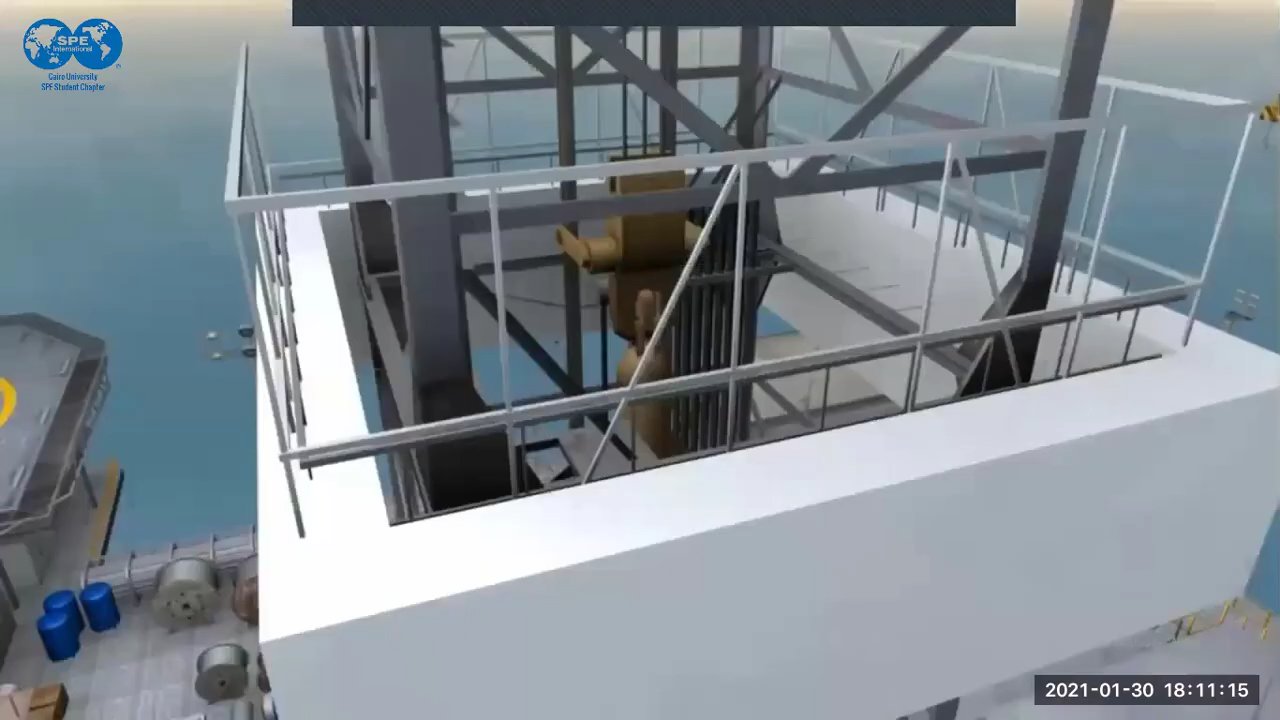 SPE
International
Cairo University
SPE Student Chapter
2021-01-30 18:11:15